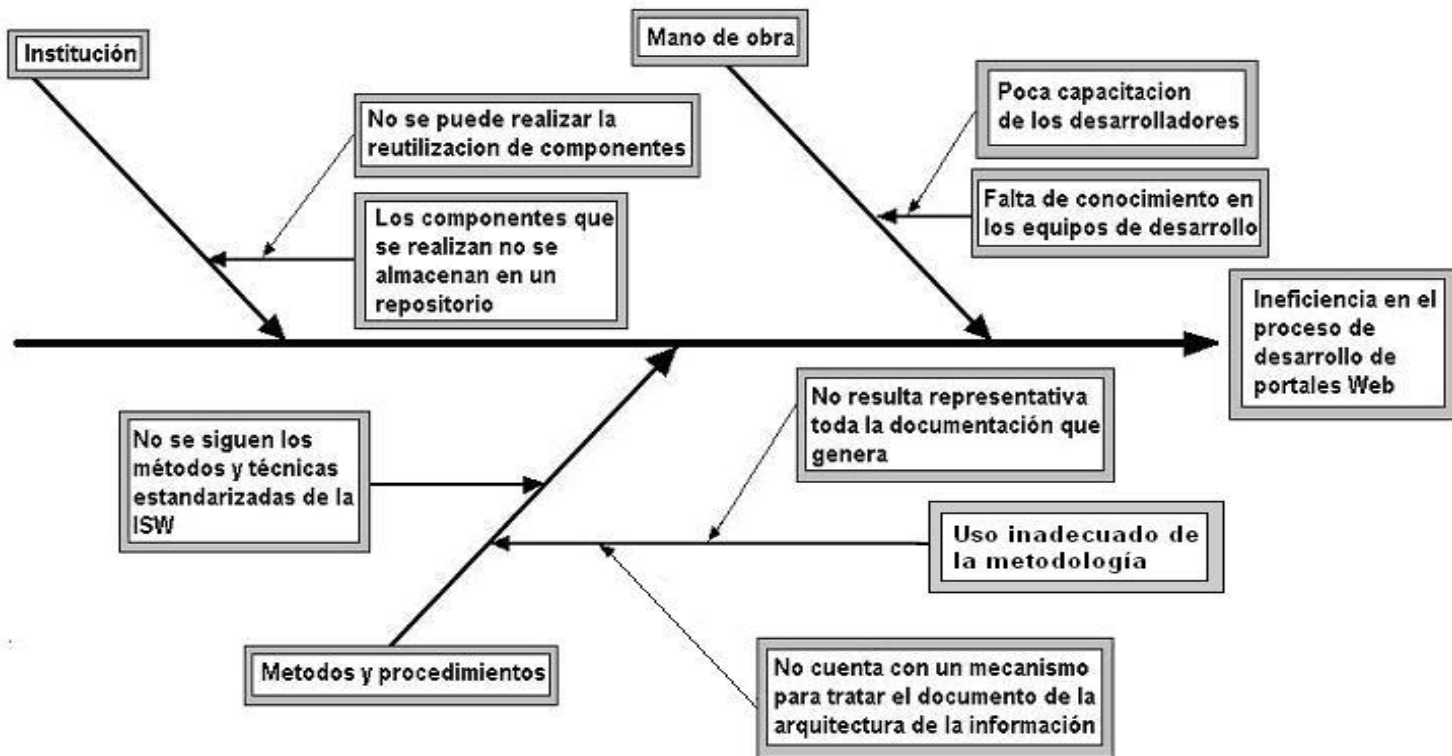 Institución
Mano de obra
No se puede realizar la
reutilizacion de componentes
Los componentes que
se realizan no se
almacenan en un
repositorio
Poca capacitacion
de los desarrolladores
Falta de conocimiento en
los equipos de desarrollo
Ineficiencia en el
proceso de
desarrollo de
portales Web
No se siguen los
métodos y técnicas
estandarizadas de la
ISW
No resulta representativa
toda la documentación que
genera
Uso inadecuado de
la metodología
Metodos y procedimientos
No cuenta con un mecanismo
para tratar el documento de la
arquitectura de la información